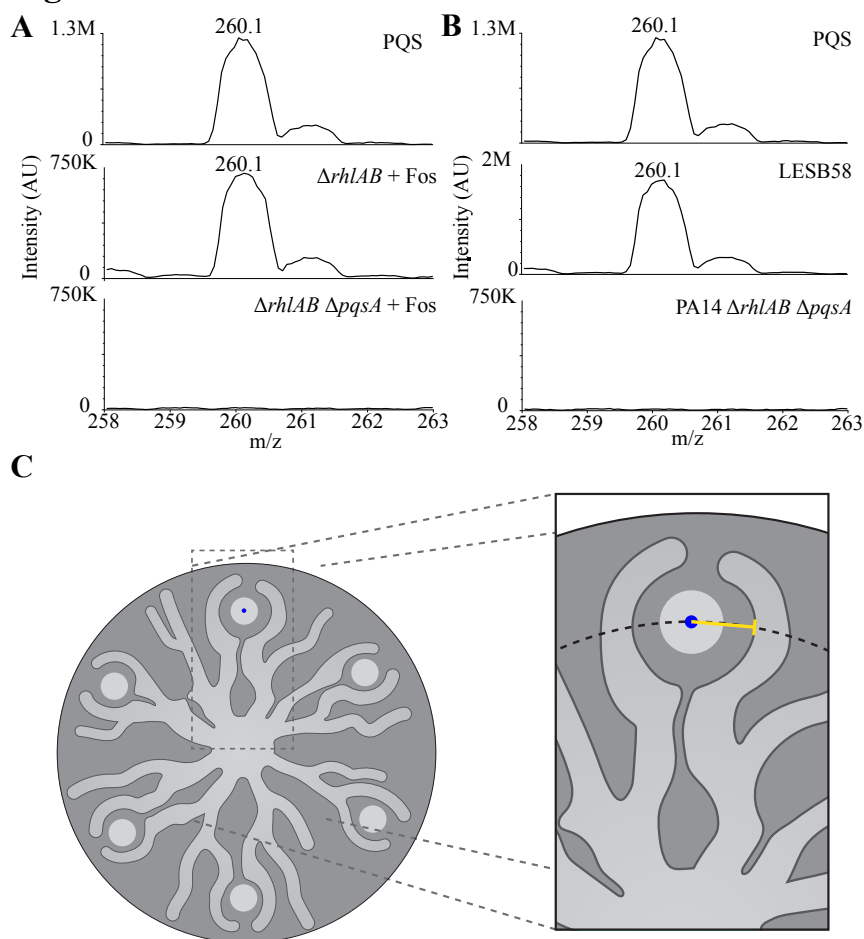 A
1.3M
260.1
PQS
0
750K
260.1
ΔrhlAB + Fos
Intensity (AU)
0
750K
ΔrhlAB ΔpqsA + Fos
0
258 259 260 261 262 263
m/z
B
1.3M
260.1
PQS
0
2M
260.1
LESB58
Intensity (AU)
0
750K
PA14 ΔrhlAB ΔpqsA
0
258 259 260 261 262 263
m/z
C